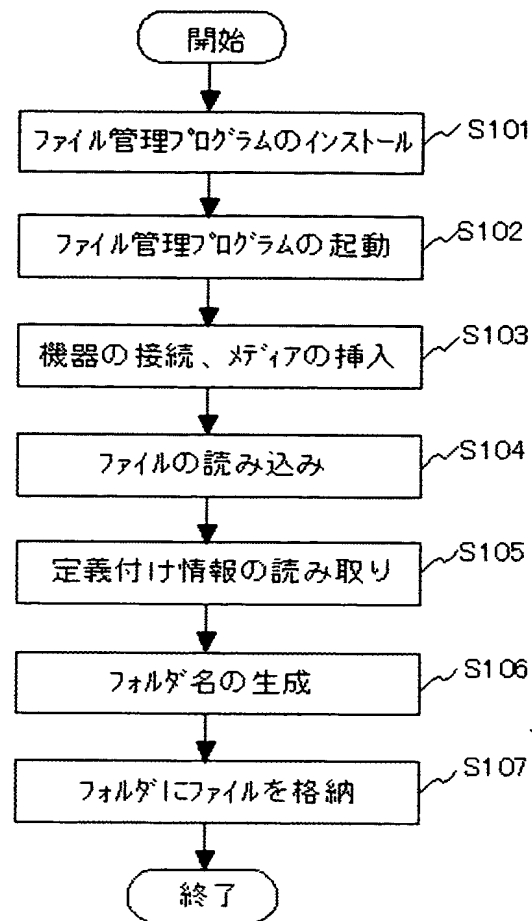 開始
ファイル管理プログラムのインストール
S101
ファイル管理プログラムの起動
S102
機器の接続、メディアの挿入
S103
ファイルの読み込み
S104
定義付け情報の読み取り
S105
フォルダ名の生成
S106
フォルダにファイルを格納
S107
終了